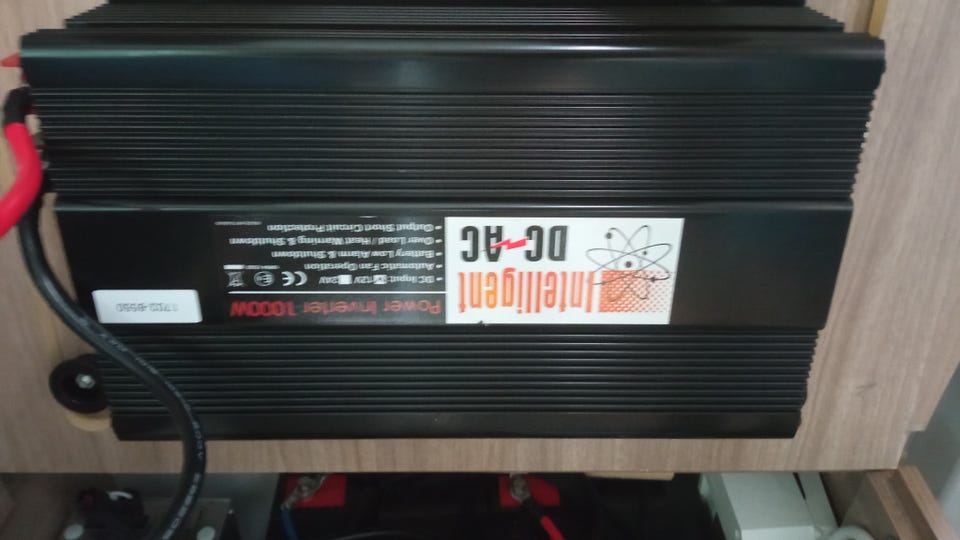 Intelligent
DC-AC
Power Inverter 1000W
• DC Input: 12V 24V
• Automatic Fan Operation
• Battery Low Alarm & Shutdown
• Over Load / Heat Warning & Shutdown
• Output Short Circuit Protection
CE